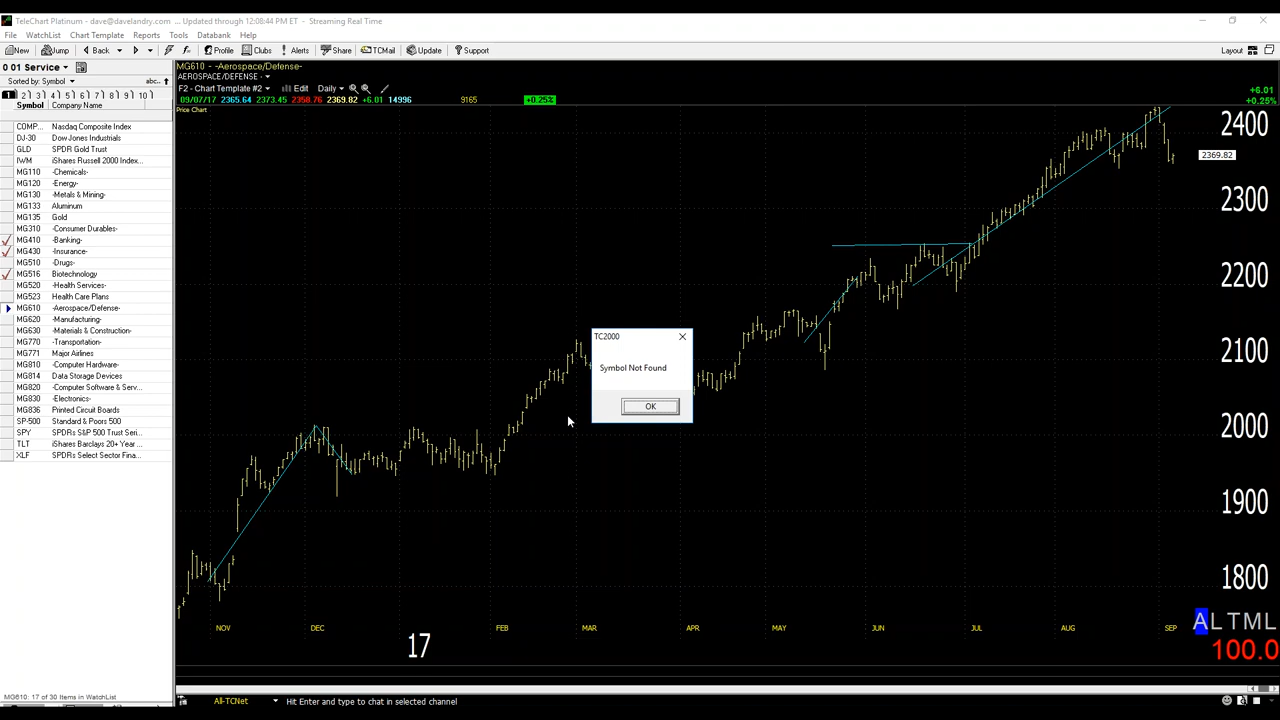 TeleChart Platinum - dave@davelandry.com ... Updated through 12:08:44 PM ET - Streaming Real Time
File WatchList Chart Template Reports Tools Databank Help
New Jump Back Profile Clubs Alerts Share TCMail Update Support Layout
0 01 Service
Sorted by: Symbol abc..
1 2 3 4 5 6 7 8 9 10
Symbol Company Name
COMP... Nasdaq Composite Index
DJ-30 Dow Jones Industrials
GLD SPDR Gold Trust
IWM iShares Russell 2000 Index...
MG110 -Chemicals-
MG120 -Energy-
MG130 -Metals & Mining-
MG133 Aluminum
MG135 Gold
MG310 -Consumer Durables-
MG410 -Banking-
MG430 -Insurance-
MG510 -Drugs-
MG516 Biotechnology
MG520 -Health Services-
MG523 Health Care Plans
MG610 -Aerospace/Defense-
MG620 -Manufacturing-
MG630 -Materials & Construction-
MG770 -Transportation-
MG771 Major Airlines
MG810 -Computer Hardware-
MG814 Data Storage Devices
MG820 -Computer Software & Serv...
MG830 -Electronics-
MG836 Printed Circuit Boards
SP-500 Standard & Poors 500
SPY SPDRs S&P 500 Trust Seri...
TLT iShares Barclays 20+ Year ...
XLF SPDRs Select Sector Fina...
MG610: 17 of 30 Items in WatchList
MG610 - -Aerospace/Defense-
AEROSPACE/DEFENSE -
F2 - Chart Template #2 Edit Daily
09/07/17 2365.64 2373.45 2358.76 2369.82 +6.01 14996 9165 +0.25%
+6.01
+0.25%
Price Chart
2400
2369.82
2300
2200
2100
2000
1900
1800
TC2000
Symbol Not Found
OK
NOV DEC FEB MAR APR MAY JUN JUL AUG SEP
17
ALTML
100.0
All-TCNet Hit Enter and type to chat in selected channel